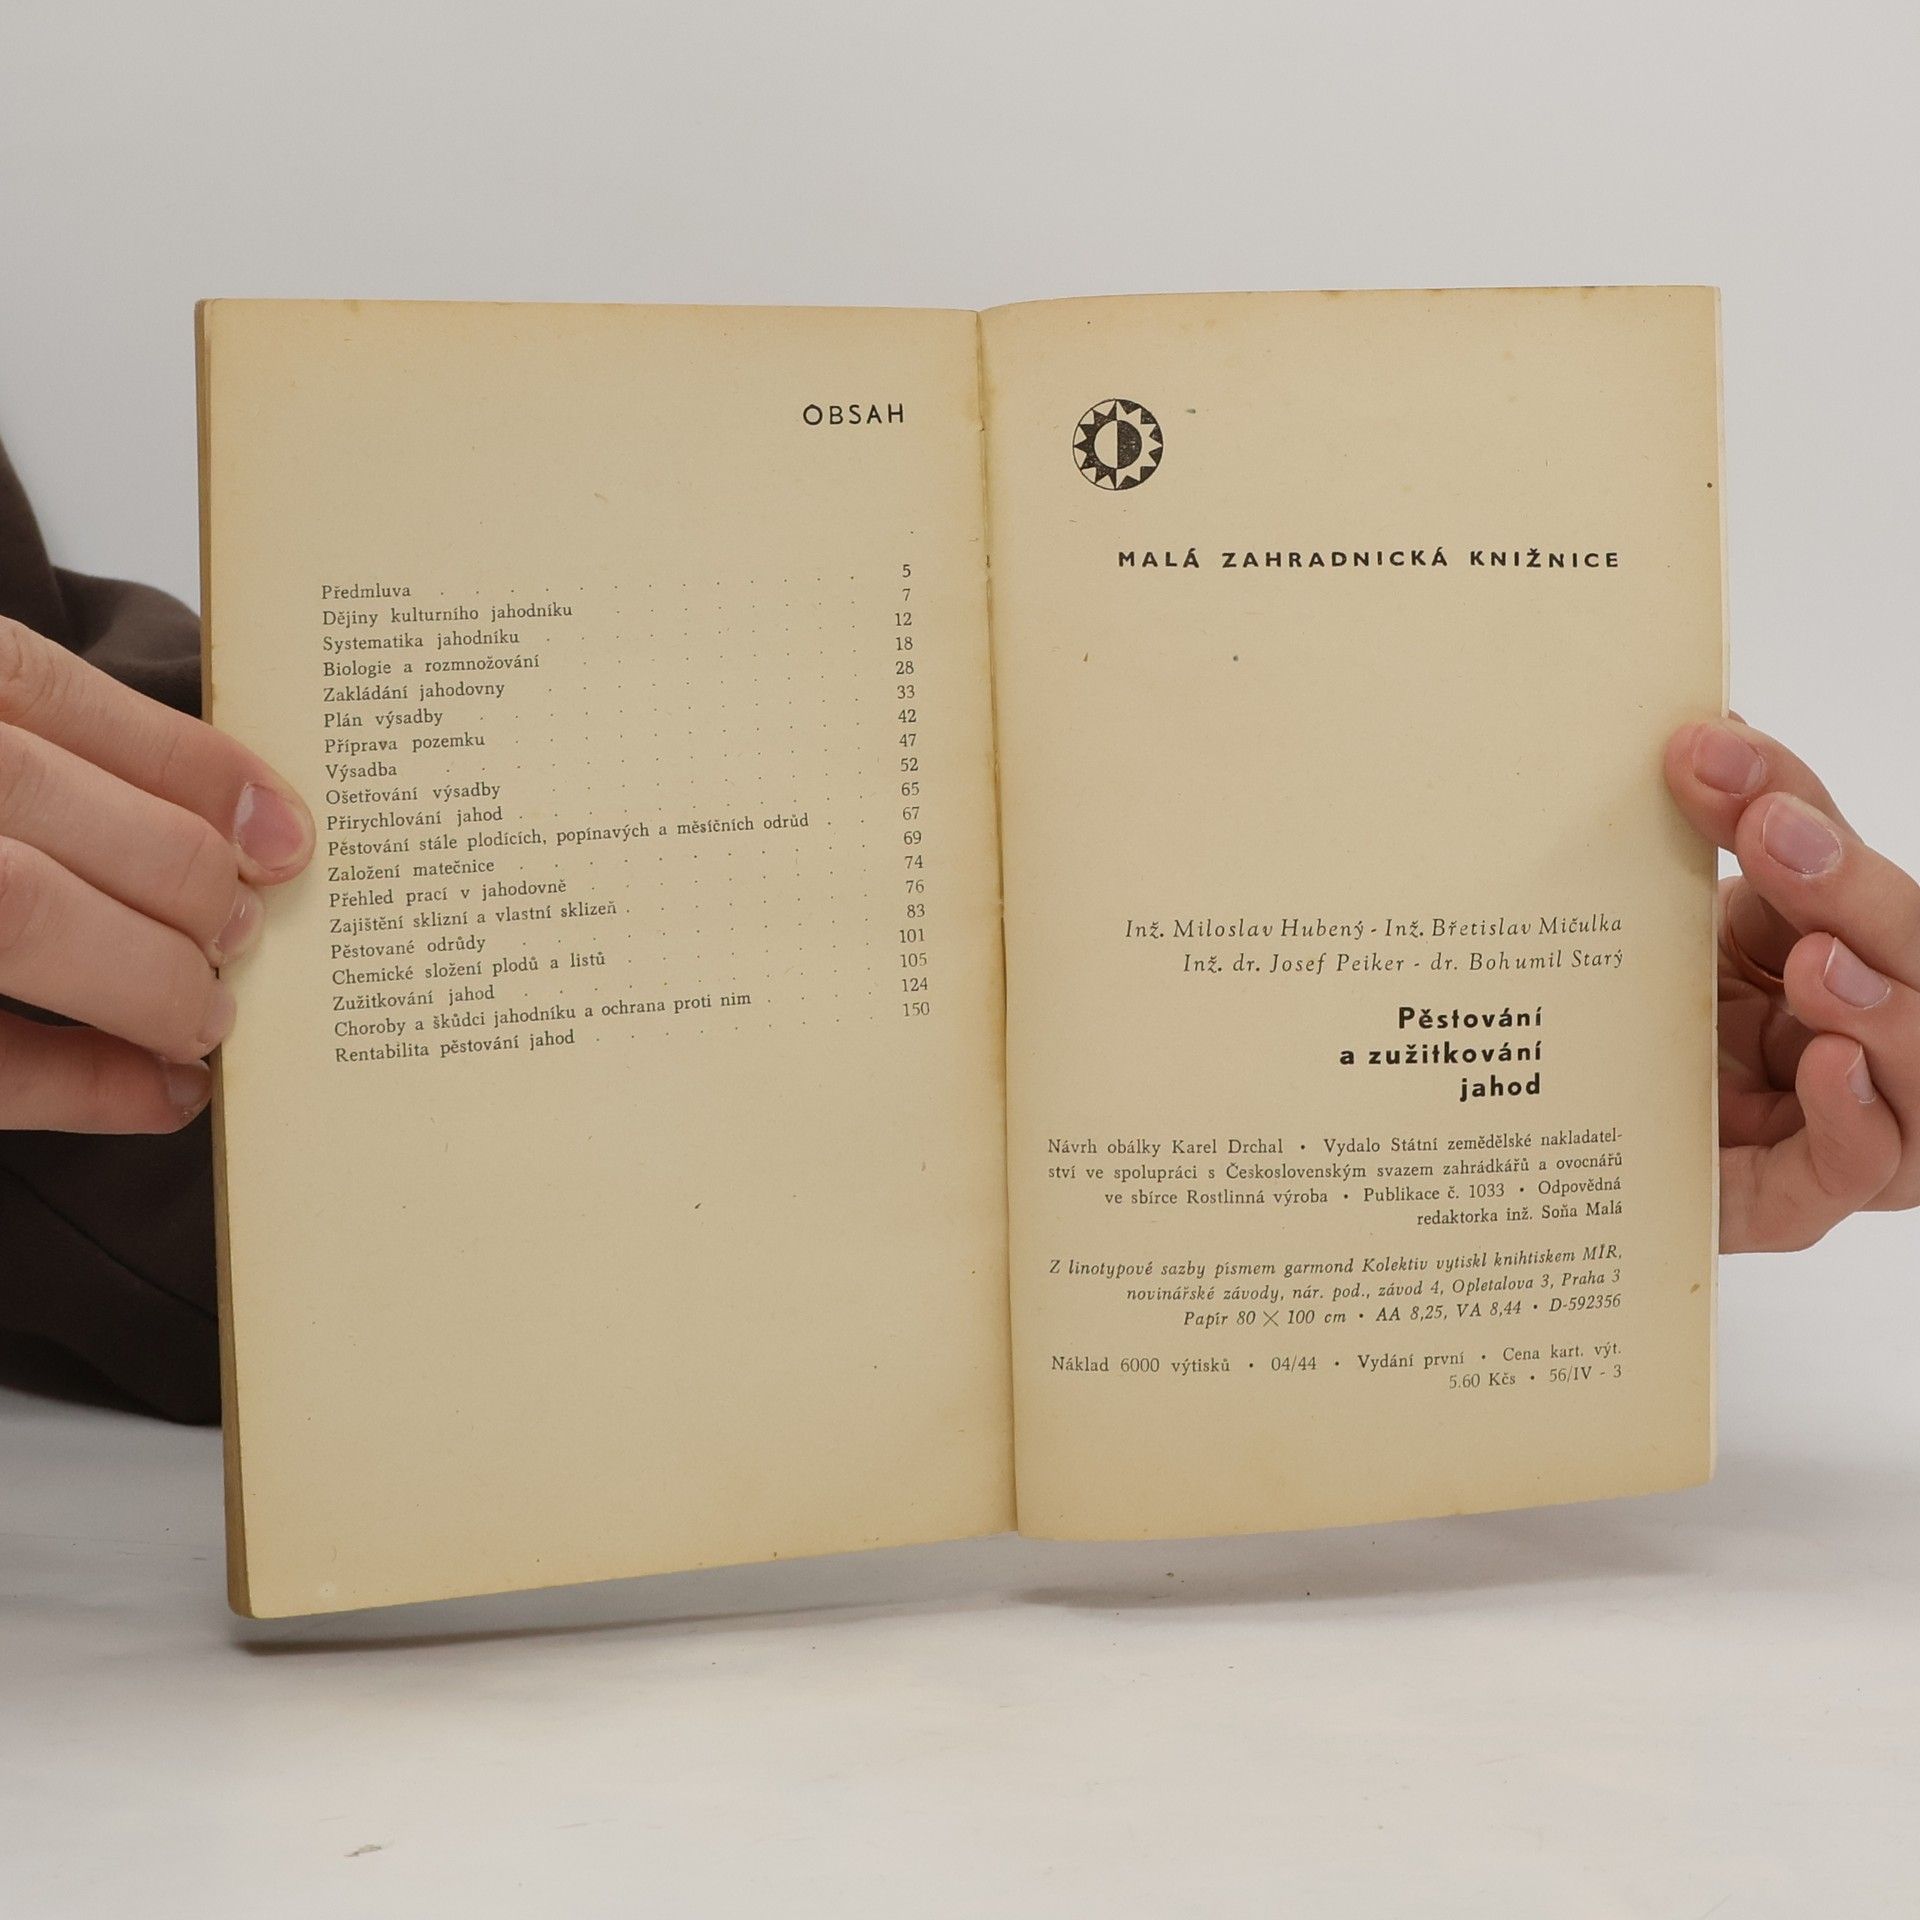 OBSAH
Předmluva . . . . . . . . . . 5
Dějiny kulturního jahodníku . . . . . 7
Systematika jahodníku . . . . . . 12
Biologie a rozmnožování . . . . . 18
Zakládání jahodovny . . . . . . 28
Plán výsadby . . . . . . . . 33
Příprava pozemku . . . . . . . 42
Výsadba . . . . . . . . . 47
Ošetřování výsadby . . . . . . 52
Přirychlování jahod . . . . . . . 65
Pěstování stále plodících, popínavých a měsíčních odrůd . . 67
Založení matečnice . . . . . . . 69
Přehled prací v jahodovně . . . . . 74
Zajištění sklizní a vlastní sklizeň . . . . . 76
Pěstované odrůdy . . . . . . . 83
Chemické složení plodů a listů . . . . . 101
Zužitkování jahod . . . . . . . 105
Choroby a škůdci jahodníku a ochrana proti nim . . . . 124
Rentabilita pěstování jahod . . . . . . 150
MALÁ ZAHRADNICKÁ KNIŽNICE
Inž. Miloslav Hubený - Inž. Břetislav Mičulka
Inž. dr. Josef Peiker - dr. Bohumil Starý
Pěstování
a zužitkování
jahod
Návrh obálky Karel Drchal • Vydalo Státní zemědělské nakladatel-
ství ve spolupráci s Československým svazem zahrádkářů a ovocnářů
ve sbírce Rostlinná výroba • Publikace č. 1033 • Odpovědná
redaktorka inž. Soňa Malá
Z linotypové sazby písmem garmond Kolektiv vytiskl knihtiskem MÍR,
novinářské závody, nár. pod., závod 4, Opletalova 3, Praha 3
Papír 80 × 100 cm • AA 8,25, VA 8,44 • D-592356
Náklad 6000 výtisků • 04/44 • Vydání první • Cena kart. výt.
5.60 Kčs • 56/IV - 3